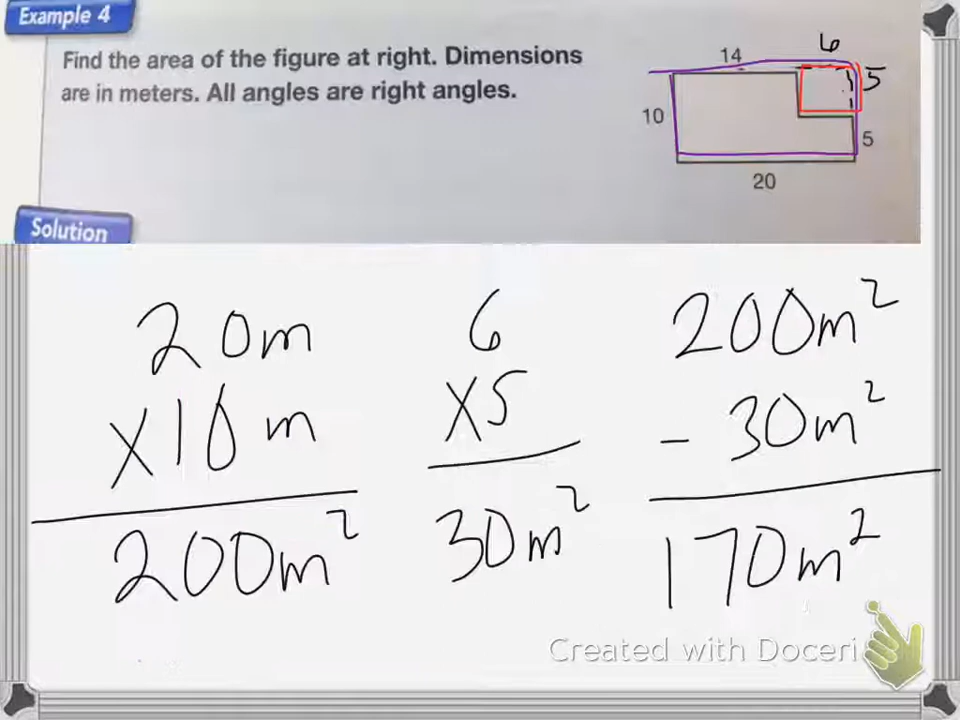 Example 4
Find the area of the figure at right. Dimensions
are in meters. All angles are right angles.
6
14
5
10
5
20
Solution
20m
X10 m
200m²
6
X5
30m²
200m²
- 30m²
170m²
Created with Doceri